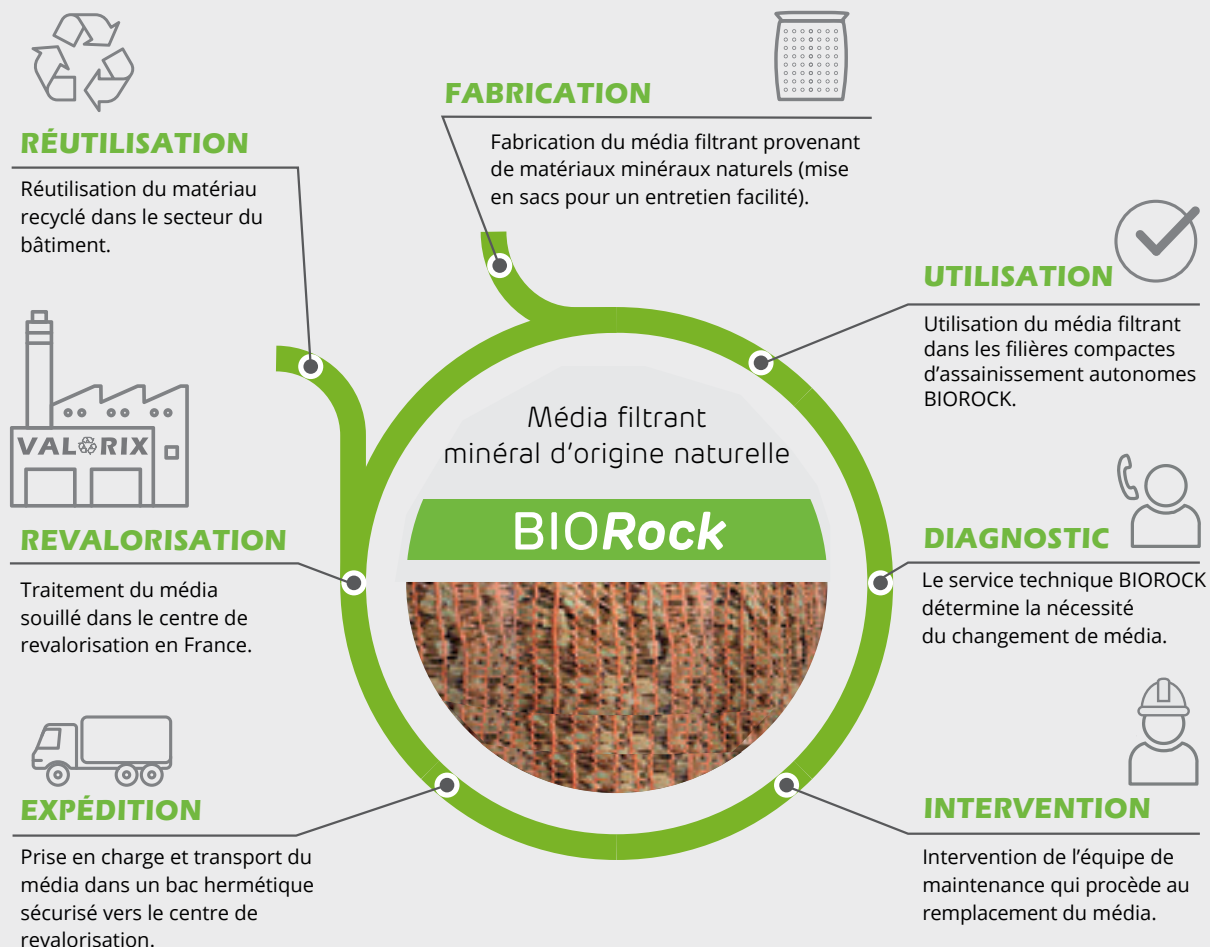 FABRICATION
Fabrication du média filtrant provenant
de matériaux minéraux naturels (mise
en sacs pour un entretien facilité).
UTILISATION
Utilisation du média filtrant
dans les filières compactes
d'assainissement autonomes
BIOROCK.
DIAGNOSTIC
Le service technique BIOROCK
détermine la nécessité
du changement de média.
INTERVENTION
Intervention de l'équipe de
maintenance qui procède au
remplacement du média.
EXPÉDITION
Prise en charge et transport du
média dans un bac hermétique
sécurisé vers le centre de
revalorisation.
VALORIX
REVALORISATION
Traitement du média
souillé dans le centre de
revalorisation en France.
RÉUTILISATION
Réutilisation du matériau
recyclé dans le secteur du
bâtiment.
Média filtrant
minéral d'origine naturelle
BIORock